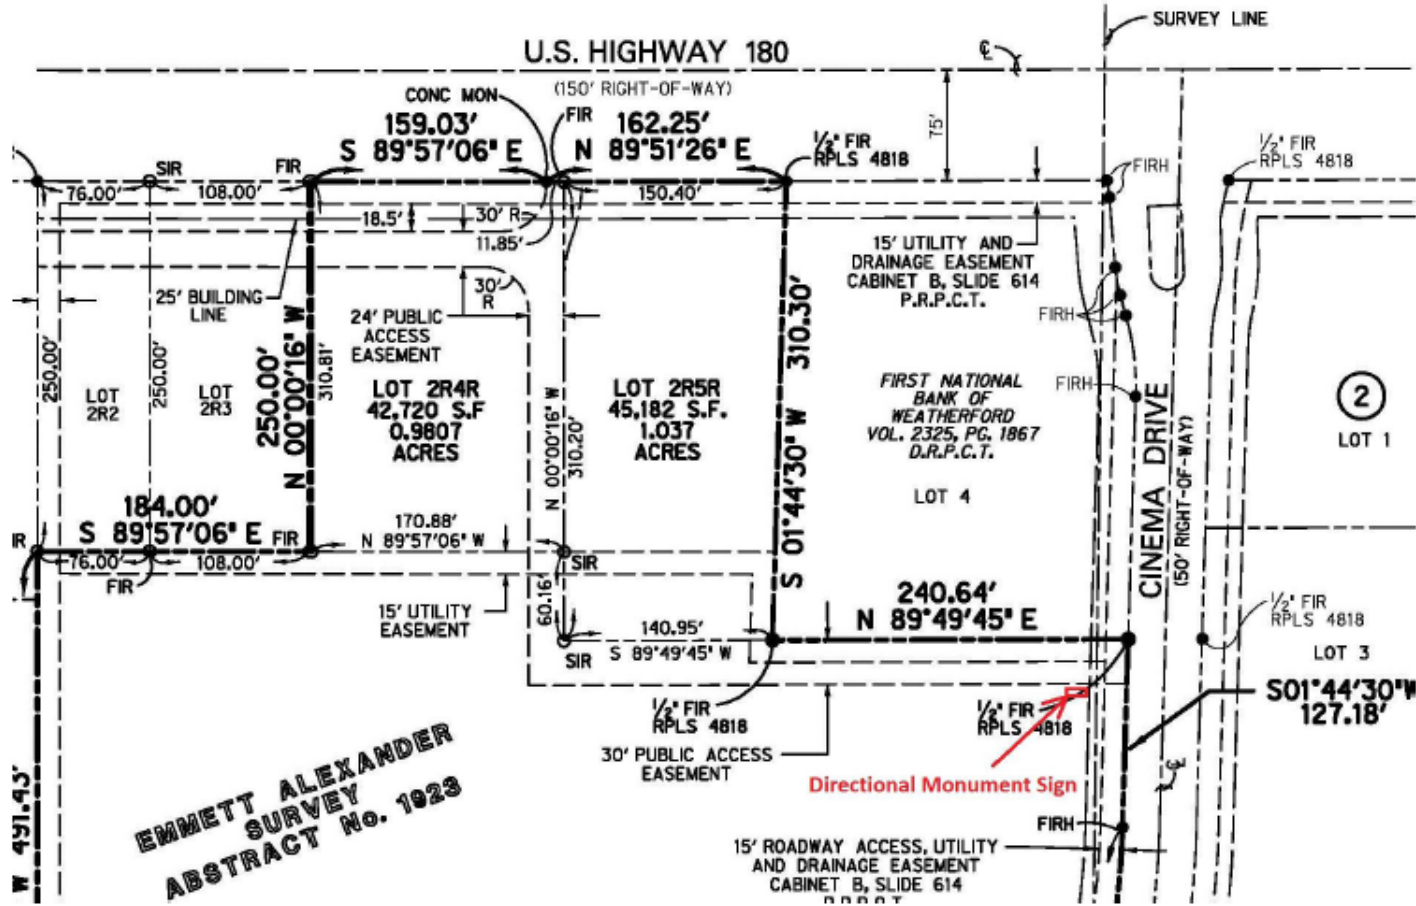 SURVEY LINE
U.S. HIGHWAY 180
(150' RIGHT-OF-WAY)
CONC MON
FIR
159.03'
S 89°57'06" E
162.25'
N 89°51'26" E
1/2" FIR
RPLS 4818
75'
FIRH
1/2" FIR
RPLS 4818
SIR
FIR
76.00'
108.00'
150.40'
18.5'
30' R
11.85'
15' UTILITY AND
DRAINAGE EASEMENT
CABINET B, SLIDE 614
P.R.P.C.T.
25' BUILDING
LINE
30'
R
24' PUBLIC
ACCESS
EASEMENT
FIRH
FIRH
250.00'
LOT
2R2
250.00'
LOT
2R3
250.00'
N 00°00'16" W
310.81'
LOT 2R4R
42,720 S.F
0.9807
ACRES
N 00°00'16" W
310.20'
LOT 2R5R
45,182 S.F.
1.037
ACRES
310.30'
S 01°44'30" W
FIRST NATIONAL
BANK OF
WEATHERFORD
VOL. 2325, PG. 1867
D.R.P.C.T.
LOT 4
CINEMA DRIVE
(50' RIGHT-OF-WAY)
2
LOT 1
184.00'
S 89°57'06" E
FIR
R
76.00'
108.00'
FIR
170.88'
N 89°57'06" W
SIR
15' UTILITY
EASEMENT
60.16'
140.95'
S 89°49'45" W
SIR
240.64'
N 89°49'45" E
1/2" FIR
RPLS 4818
LOT 3
S01°44'30"W
127.18'
1/2" FIR
RPLS 4818
1/2" FIR
RPLS 4818
30' PUBLIC ACCESS
EASEMENT
Directional Monument Sign
EMMETT ALEXANDER
SURVEY
ABSTRACT No. 1923
W 491.43'
FIRH
15' ROADWAY ACCESS, UTILITY
AND DRAINAGE EASEMENT
CABINET B, SLIDE 614